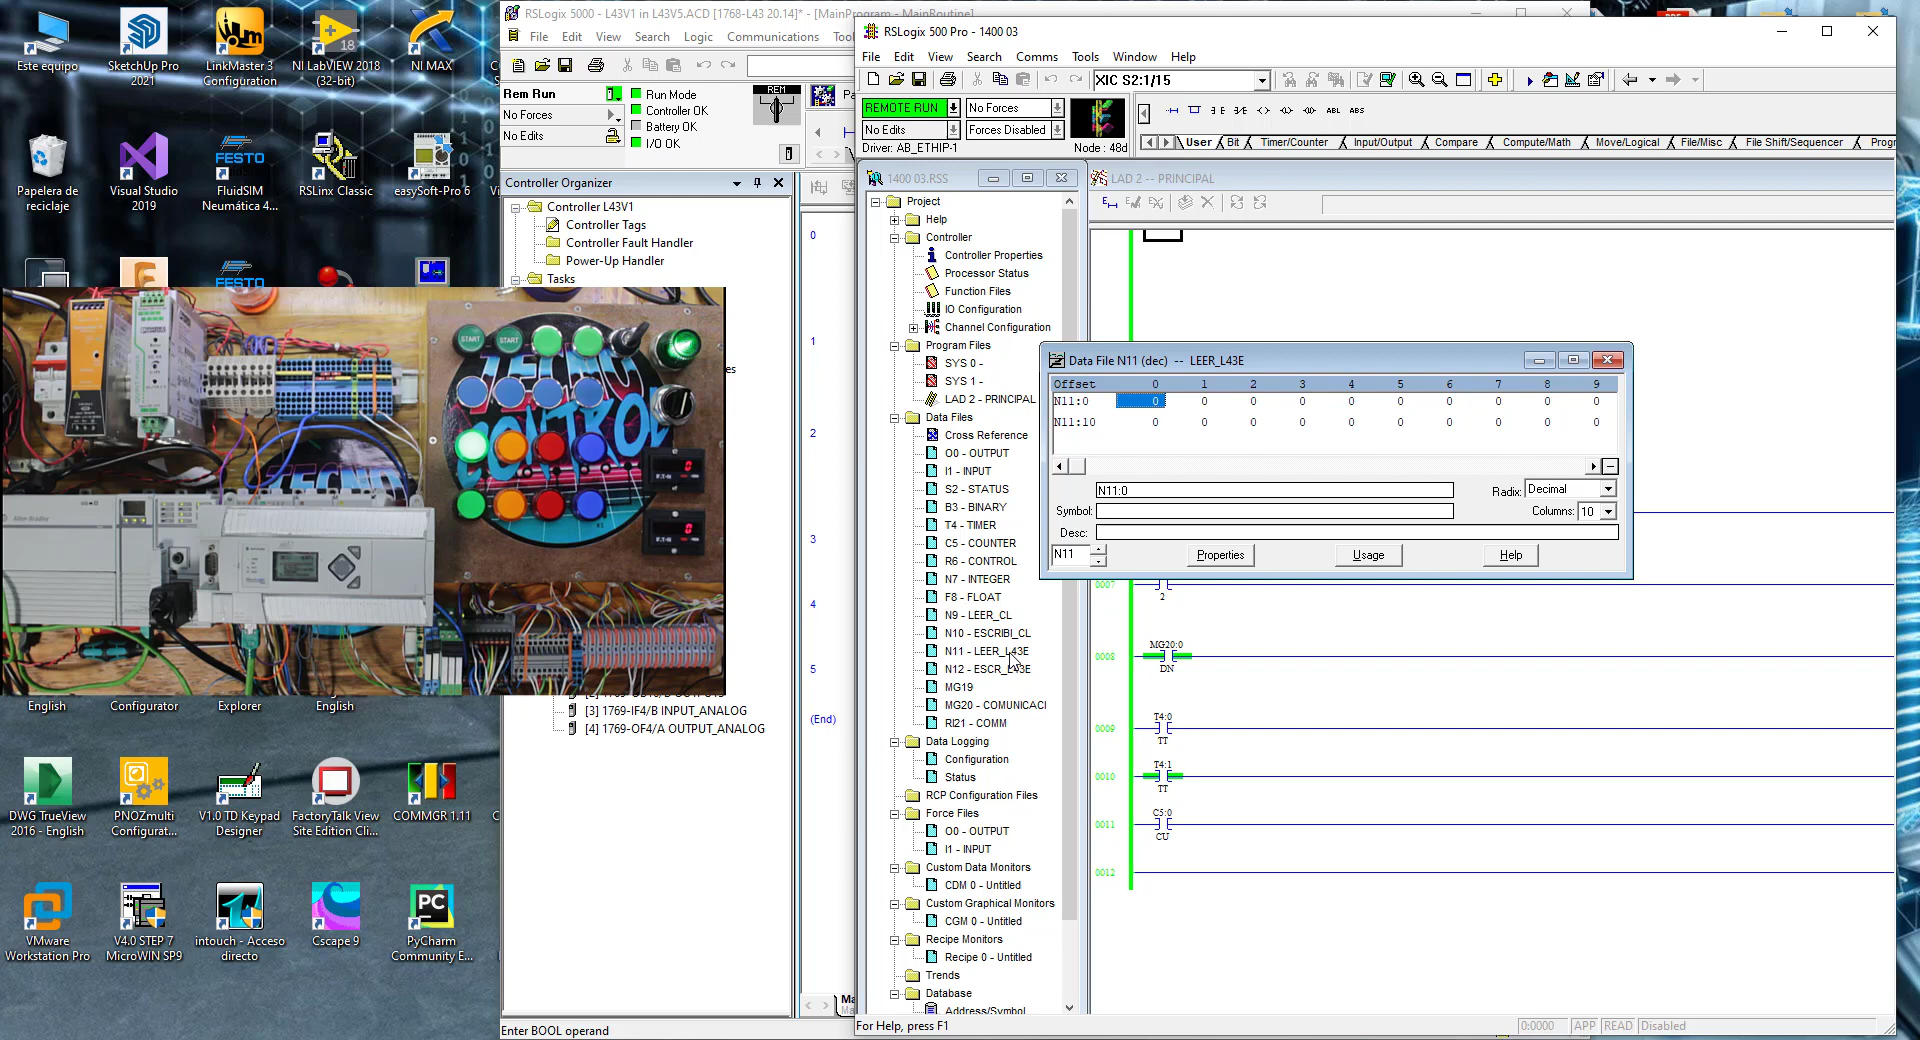 Este equipo
SketchUp Pro
2021
LinkMaster 3
Configuration
NI LabVIEW 2018
(32-bit)
NI MAX
Papelera de
reciclaje
Visual Studio
2019
FESTO
FluidSIM
Neumática 4...
RSLinx Classic
easySoft-Pro 6
FESTO
English
Configurator
Explorer
English
DWG TrueView
2016 - English
PNOZmulti
Configurat...
V1.0 TD Keypad
Designer
FactoryTalk View
Site Edition Cli...
COMMGR 1.11
VMware
Workstation Pro
V4.0 STEP 7
MicroWIN SP9
intouch - Acceso
directo
Cscape 9
PyCharm
Community E...
START
START
TECNO
CONTROL
RSLogix 5000 - L43V1 in L43V5.ACD [1768-L43 20.14]* - [MainProgram - MainRoutine]
File Edit View Search Logic Communications
Rem Run
No Forces
No Edits
Run Mode
Controller OK
Battery OK
I/O OK
REM
Controller Organizer
Controller L43V1
Controller Tags
Controller Fault Handler
Power-Up Handler
Tasks
[3] 1769-IF4/B INPUT_ANALOG
[4] 1769-OF4/A OUTPUT_ANALOG
0
1
2
3
4
5
(End)
Enter BOOL operand
RSLogix 500 Pro - 1400 03
File Edit View Search Comms Tools Window Help
XIC S2:1/15
REMOTE RUN
No Forces
No Edits
Forces Disabled
Driver: AB_ETHIP-1
Node : 48d
User Bit Timer/Counter Input/Output Compare Compute/Math Move/Logical File/Misc File Shift/Sequencer
1400 03.RSS
Project
Help
Controller
Controller Properties
Processor Status
Function Files
IO Configuration
Channel Configuration
Program Files
SYS 0 -
SYS 1 -
LAD 2 - PRINCIPAL
Data Files
Cross Reference
O0 - OUTPUT
I1 - INPUT
S2 - STATUS
B3 - BINARY
T4 - TIMER
C5 - COUNTER
R6 - CONTROL
N7 - INTEGER
F8 - FLOAT
N9 - LEER_CL
N10 - ESCRIBI_CL
N11 - LEER_L43E
N12 - ESCR_L43E
MG19
MG20 - COMUNICACI
RI21 - COMM
Data Logging
Configuration
Status
RCP Configuration Files
Force Files
O0 - OUTPUT
I1 - INPUT
Custom Data Monitors
CDM 0 - Untitled
Custom Graphical Monitors
CGM 0 - Untitled
Recipe Monitors
Recipe 0 - Untitled
Trends
Database
Address/Symbol
For Help, press F1
LAD 2 -- PRINCIPAL
Data File N11 (dec) -- LEER_L43E
Offset 0 1 2 3 4 5 6 7 8 9
N11:0 0 0 0 0 0 0 0 0 0 0
N11:10 0 0 0 0 0 0 0 0 0 0
N11:0
Radix: Decimal
Symbol:
Columns: 10
Desc:
N11
Properties
Usage
Help
0007
2
MG20:0
0008
DN
T4:0
0009
TT
T4:1
0010
TT
C5:0
0011
CU
0012
0:0000 APP READ Disabled